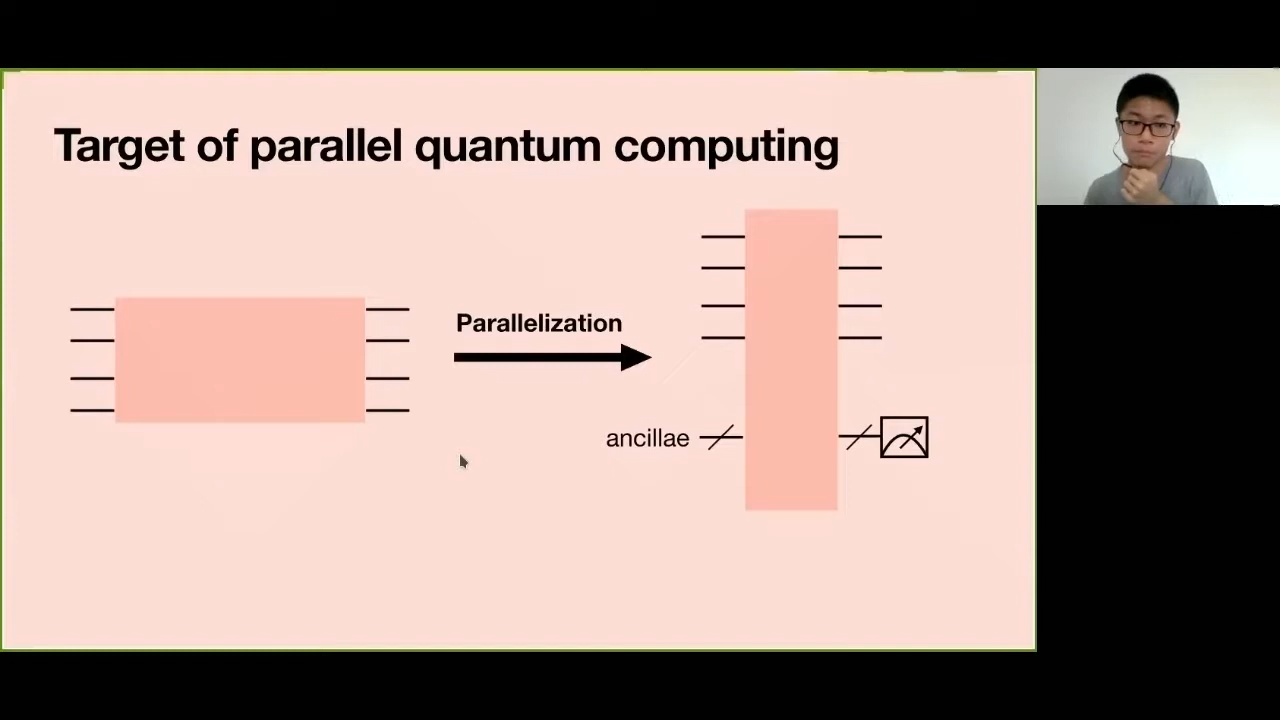 Target of parallel quantum computing
Parallelization
ancillae